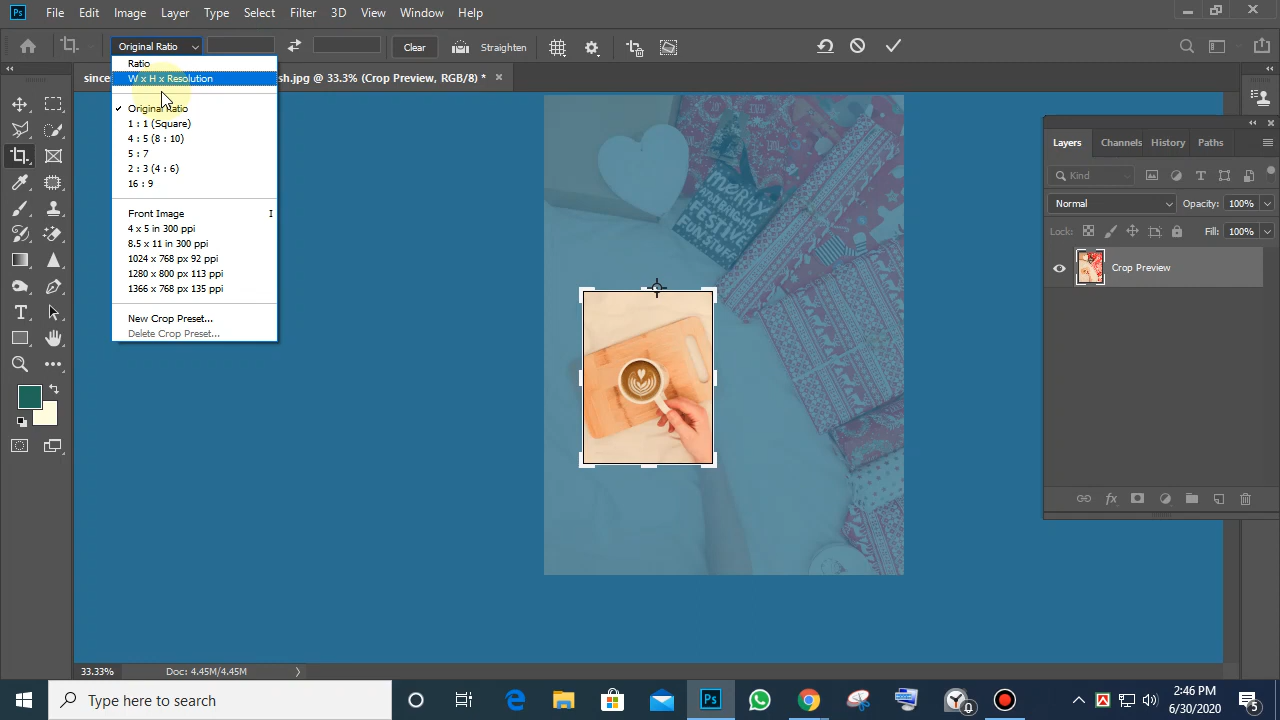 Ps File Edit Image Layer Type Select Filter 3D View Window Help
Original Ratio Clear Straighten
sh.jpg @ 33.3% (Crop Preview, RGB/8) *
Ratio
W x H x Resolution
Original Ratio
1 : 1 (Square)
4 : 5 (8 : 10)
5 : 7
2 : 3 (4 : 6)
16 : 9
Front Image I
4 x 5 in 300 ppi
8.5 x 11 in 300 ppi
1024 x 768 px 92 ppi
1280 x 800 px 113 ppi
1366 x 768 px 135 ppi
New Crop Preset...
Delete Crop Preset...
MERRY
FESTIVE
FUN STUFF
Layers Channels History Paths
Kind
Normal Opacity: 100%
Lock: Fill: 100%
Crop Preview
33.33% Doc: 4.45M/4.45M
Type here to search
Ps
2:46 PM
6/30/2020
5